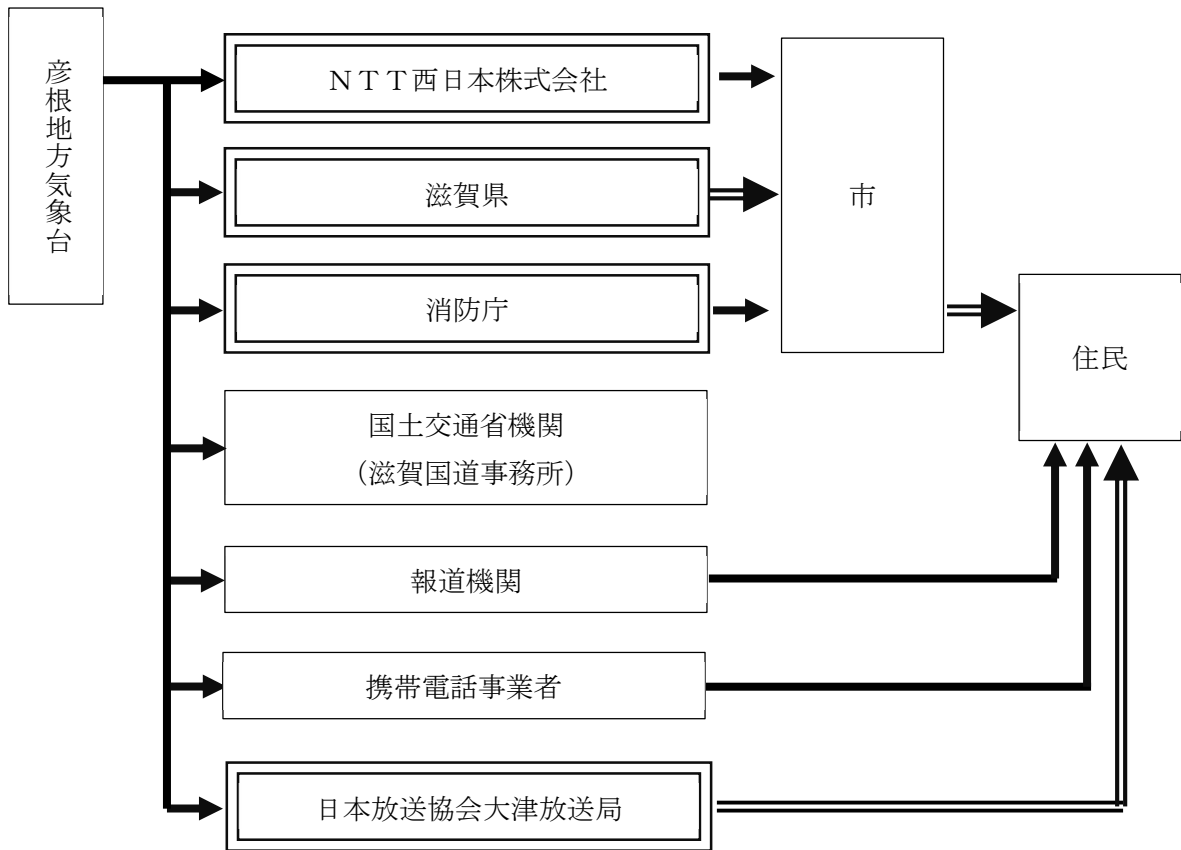 彦根地方気象台
ＮＴＴ西日本株式会社
滋賀県
消防庁
国土交通省機関
（滋賀国道事務所）
報道機関
携帯電話事業者
日本放送協会大津放送局
市
住民